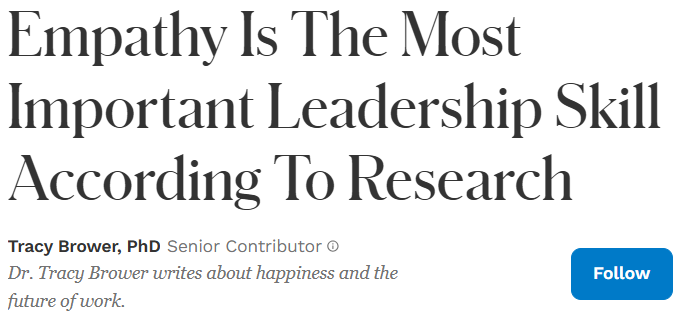 Empathy Is The Most
Important Leadership Skill
According To Research
Tracy Brower, PhD Senior Contributor
Dr. Tracy Brower writes about happiness and the
future of work.
Follow